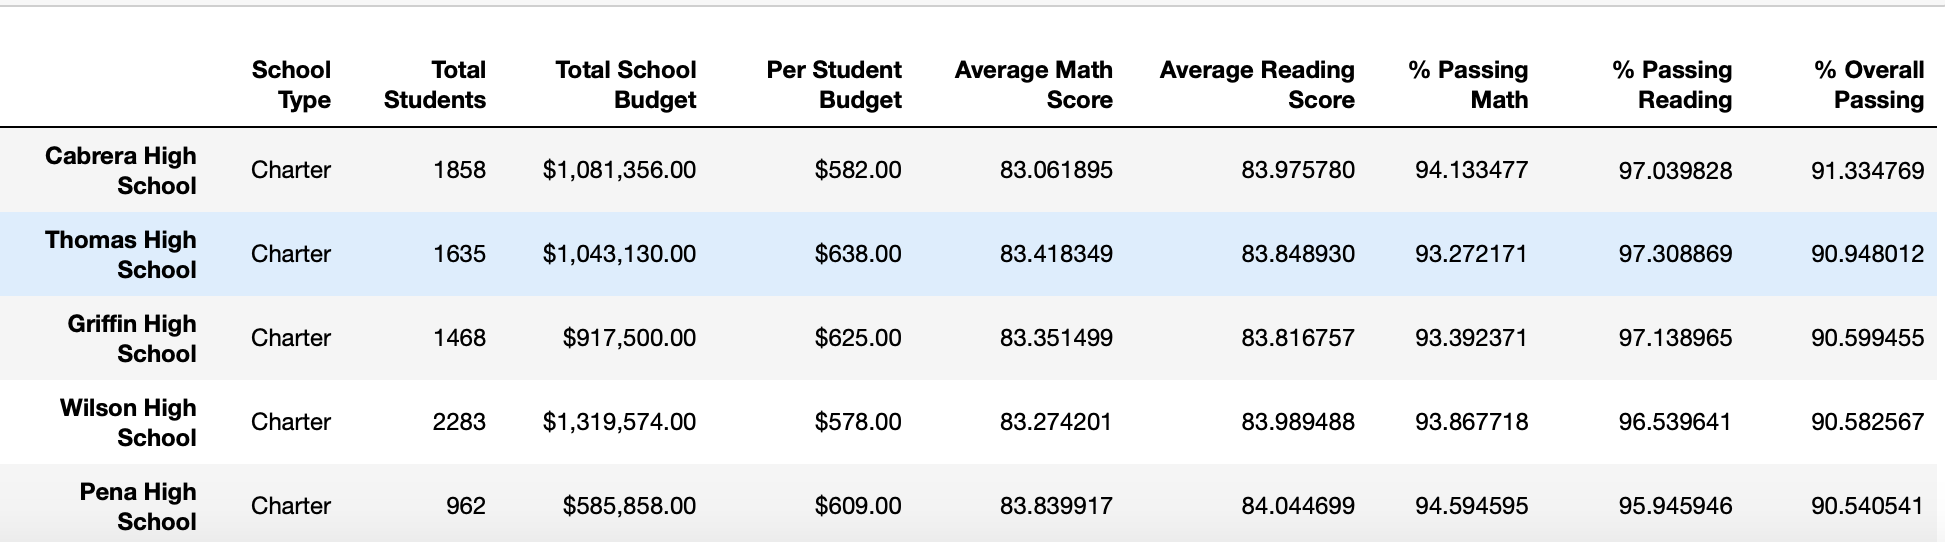 School Total Total School Per Student Average Math Average Reading % Passing % Passing % Overall
Type Students Budget Budget Score Score Math Reading Passing
Cabrera High
School Charter 1858 $1,081,356.00 $582.00 83.061895 83.975780 94.133477 97.039828 91.334769
Thomas High
School Charter 1635 $1,043,130.00 $638.00 83.418349 83.848930 93.272171 97.308869 90.948012
Griffin High
School Charter 1468 $917,500.00 $625.00 83.351499 83.816757 93.392371 97.138965 90.599455
Wilson High
School Charter 2283 $1,319,574.00 $578.00 83.274201 83.989488 93.867718 96.539641 90.582567
Pena High
School Charter 962 $585,858.00 $609.00 83.839917 84.044699 94.594595 95.945946 90.540541